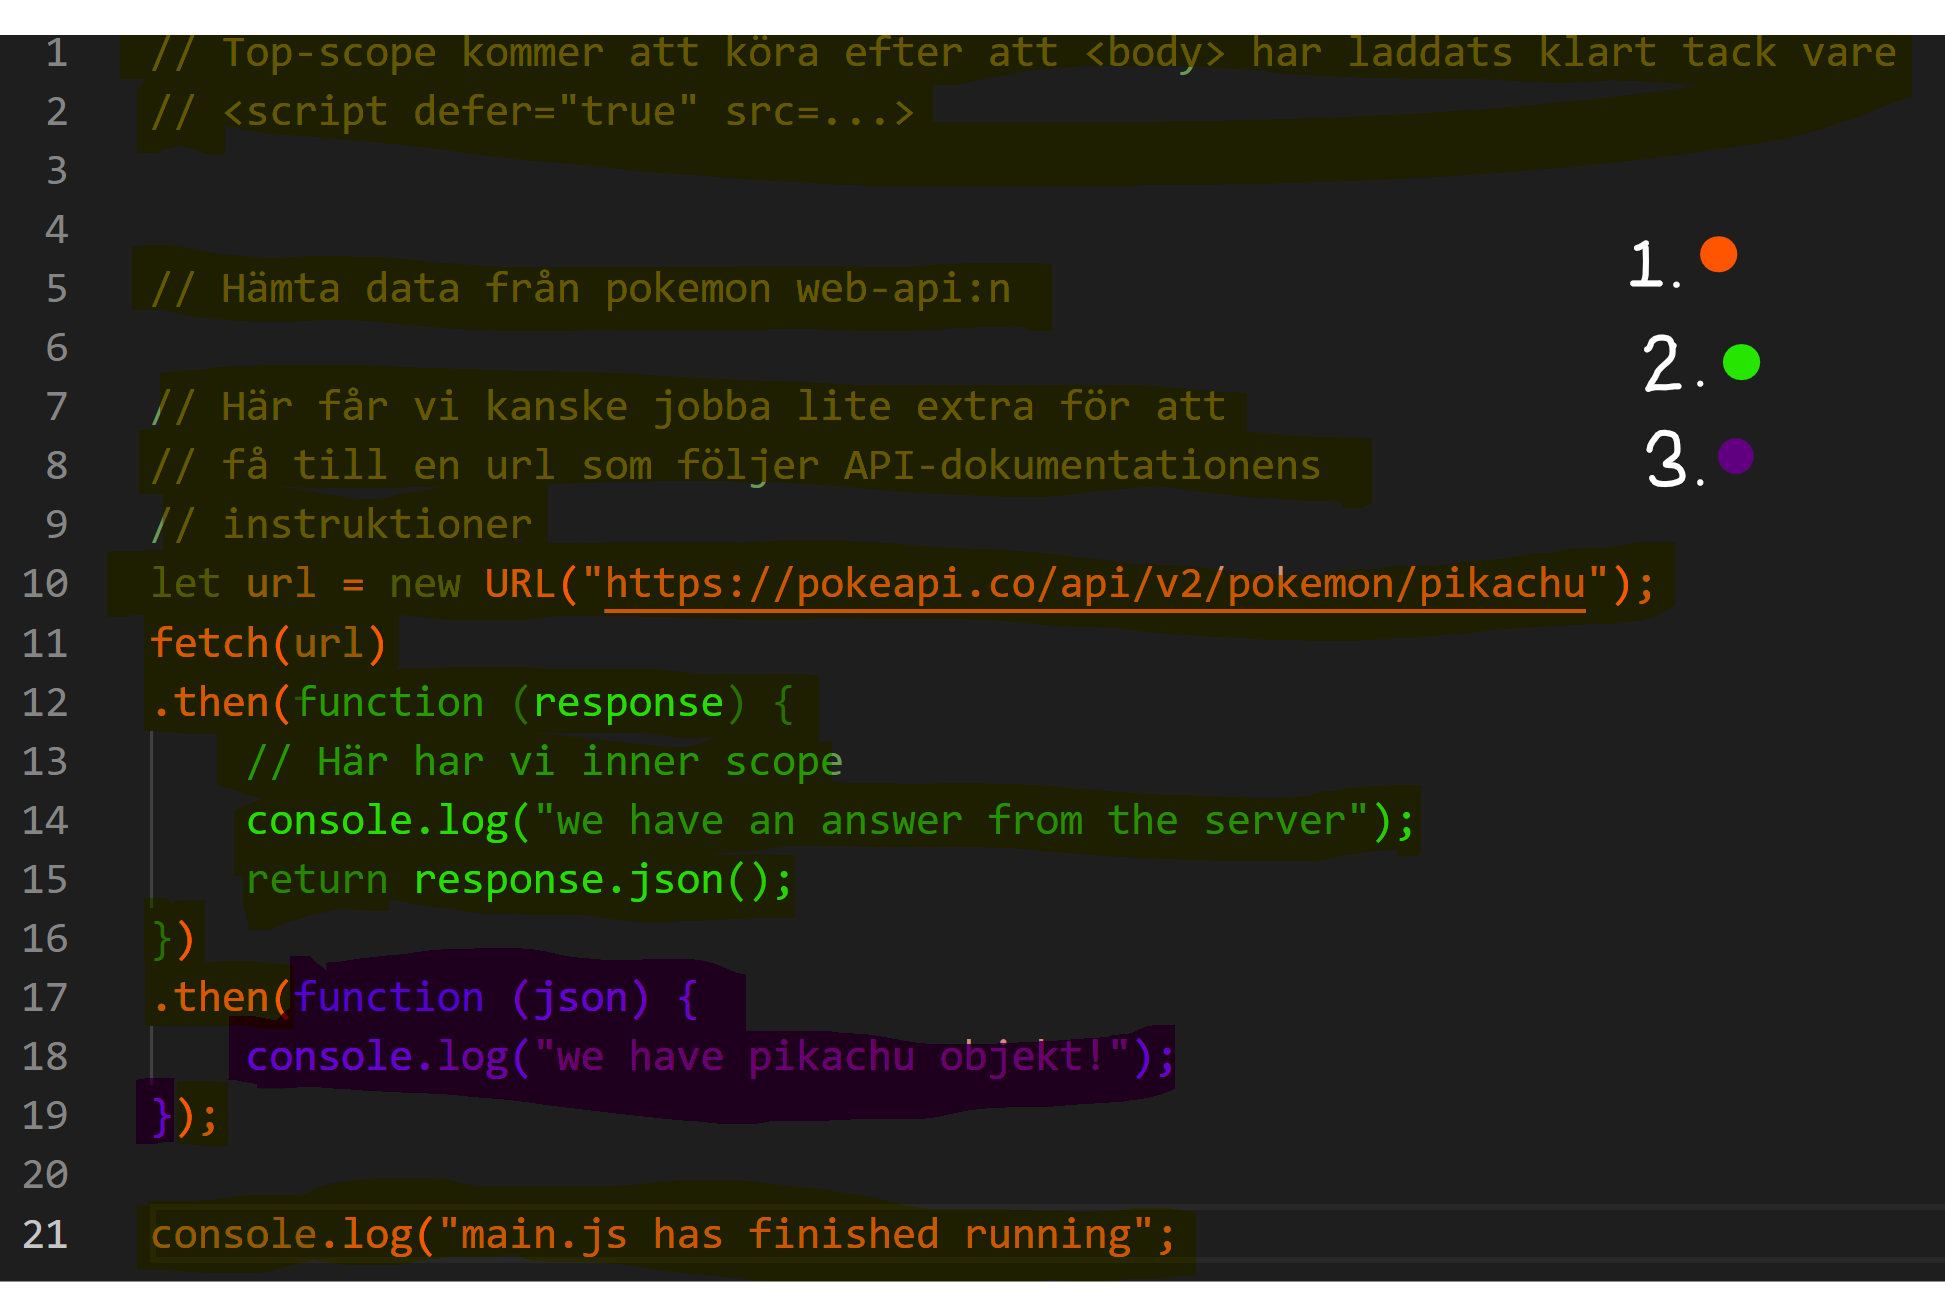 1 // Top-scope kommer att köra efter att <body> har laddats klart tack vare
2 // <script defer="true" src=...>
3
4
5 // Hämta data från pokemon web-api:n
6
7 // Här får vi kanske jobba lite extra för att
8 // få till en url som följer API-dokumentationens
9 // instruktioner
10 let url = new URL("https://pokeapi.co/api/v2/pokemon/pikachu");
11 fetch(url)
12 .then(function (response) {
13 // Här har vi inner scope
14 console.log("we have an answer from the server");
15 return response.json();
16 })
17 .then(function (json) {
18 console.log("we have pikachu objekt!");
19 });
20
21 console.log("main.js has finished running";
1.
2.
3.